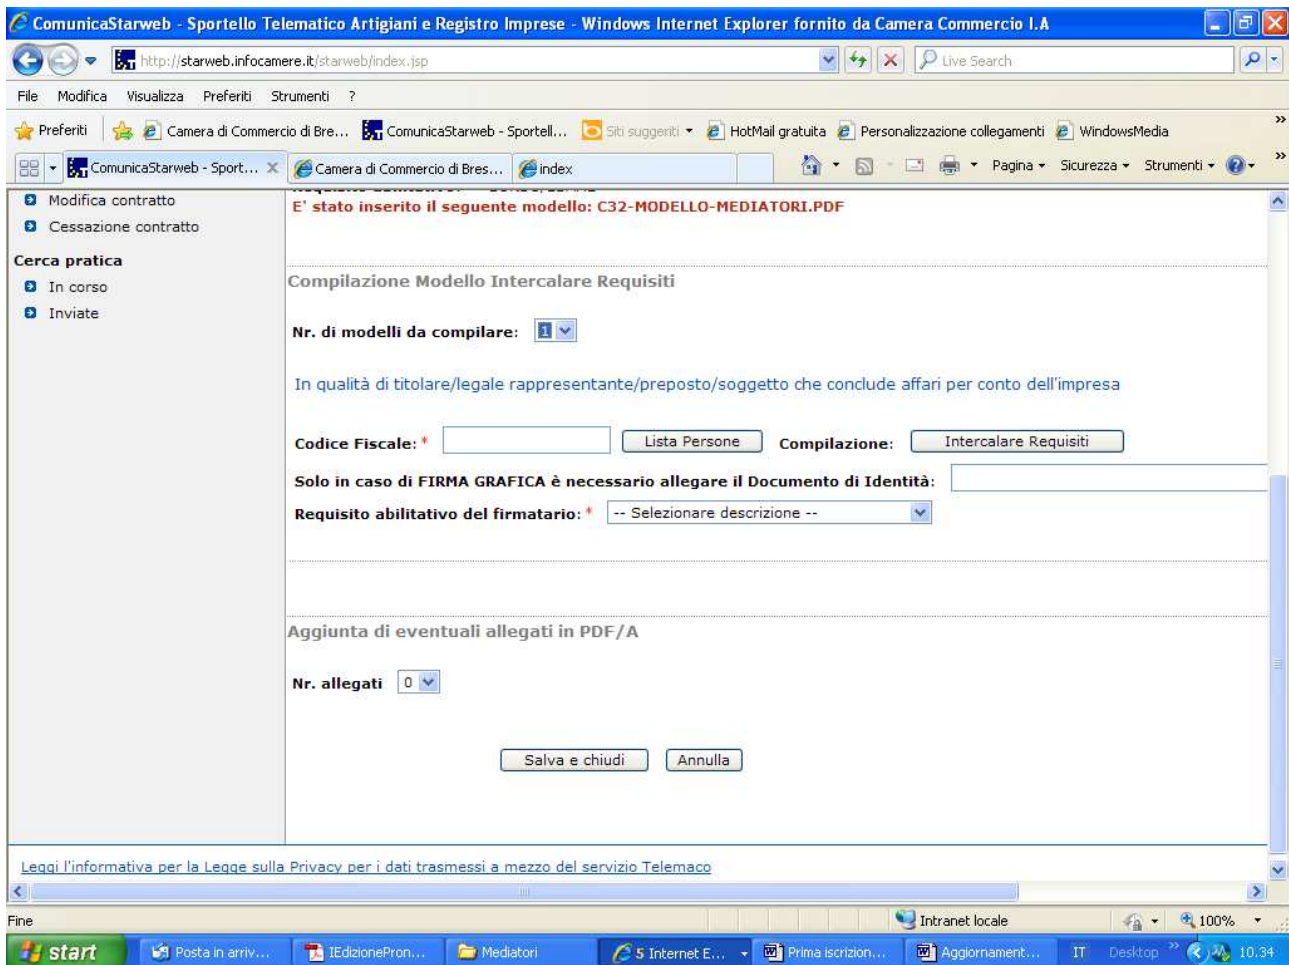 ComunicaStarweb - Sportello Telematico Artigiani e Registro Imprese - Windows Internet Explorer fornito da Camera Commercio I.A
http://starweb.infocamere.it/starweb/index.jsp
Live Search
File Modifica Visualizza Preferiti Strumenti ?
Preferiti Camera di Commercio di Bre... ComunicaStarweb - Sportell... Siti suggeriti HotMail gratuita Personalizzazione collegamenti WindowsMedia »
ComunicaStarweb - Sport... X Camera di Commercio di Bres... index Pagina Sicurezza Strumenti »
Modifica contratto
Cessazione contratto
Cerca pratica
In corso
Inviate
E' stato inserito il seguente modello: C32-MODELLO-MEDIATORI.PDF
Compilazione Modello Intercalare Requisiti
Nr. di modelli da compilare: 1
In qualità di titolare/legale rappresentante/preposto/soggetto che conclude affari per conto dell'impresa
Codice Fiscale: * Lista Persone Compilazione: Intercalare Requisiti
Solo in caso di FIRMA GRAFICA è necessario allegare il Documento di Identità:
Requisito abilitativo del firmatario: * -- Selezionare descrizione --
Aggiunta di eventuali allegati in PDF/A
Nr. allegati 0
Salva e chiudi Annulla
Leggi l'informativa per la Legge sulla Privacy per i dati trasmessi a mezzo del servizio Telemaco
Fine Intranet locale 100%
start Posta in arriv... IEdizionePron... Mediatori 5 Internet E... Prima iscrizion... Aggiornament... IT Desktop » 10.34